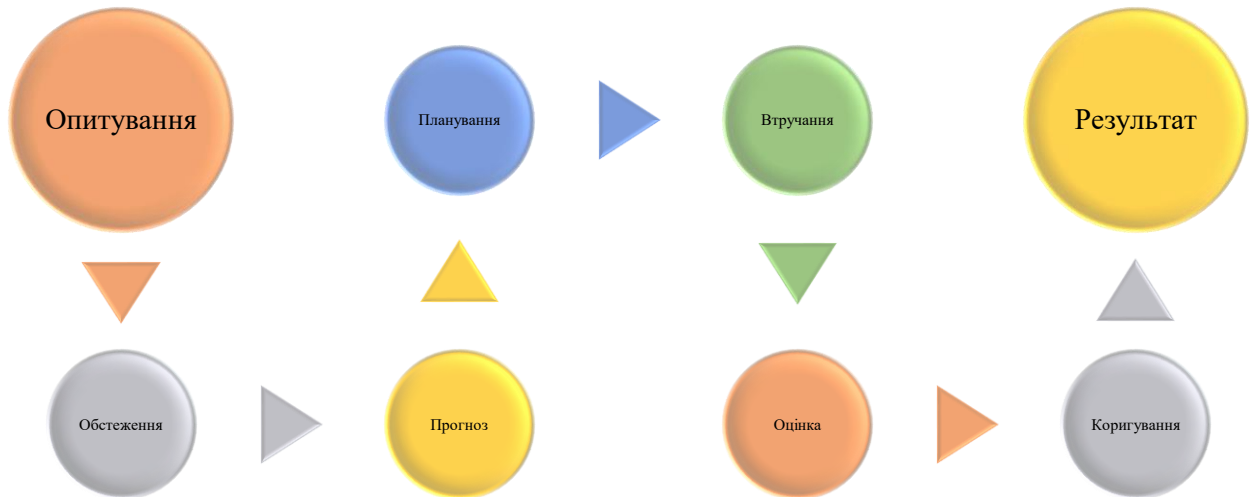 Опитування
Обстеження
Прогноз
Планування
Втручання
Оцінка
Коригування
Результат